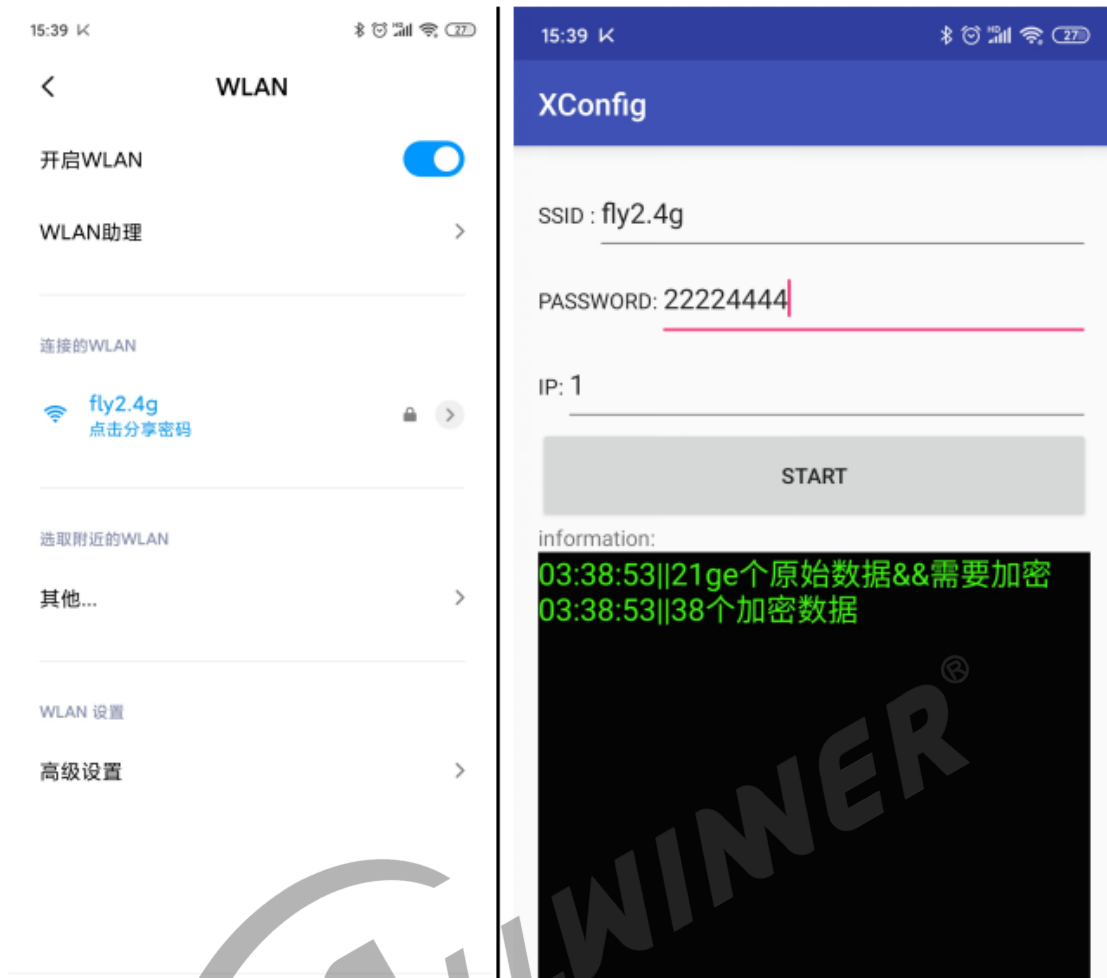 15:39
27
WLAN
开启WLAN
WLAN助理
连接的WLAN
fly2.4g
点击分享密码
选取附近的WLAN
其他...
WLAN 设置
高级设置
15:39
HD
27
XConfig
SSID : fly2.4g
PASSWORD: 22224444
IP: 1
START
information:
03:38:53||21ge个原始数据&&需要加密
03:38:53||38个加密数据
ALLWINNER®